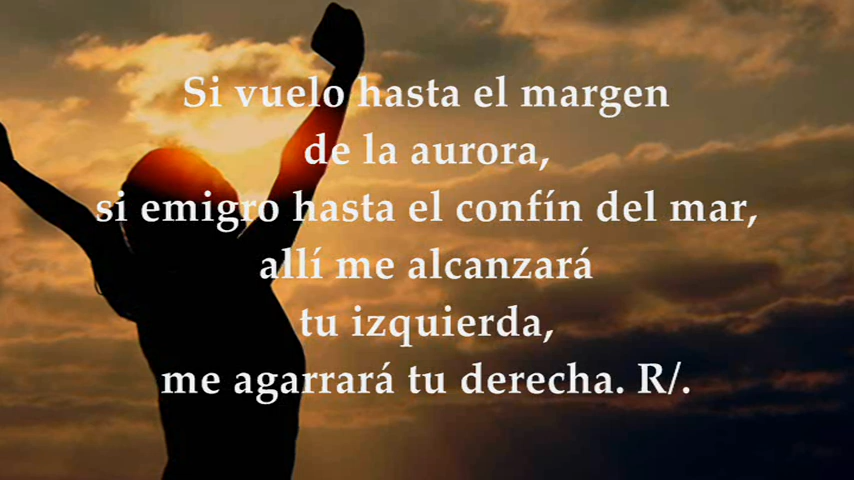 Si vuelo hasta el margen
de la aurora,
si emigro hasta el confín del mar,
allí me alcanzará
tu izquierda,
me agarrará tu derecha. R/.